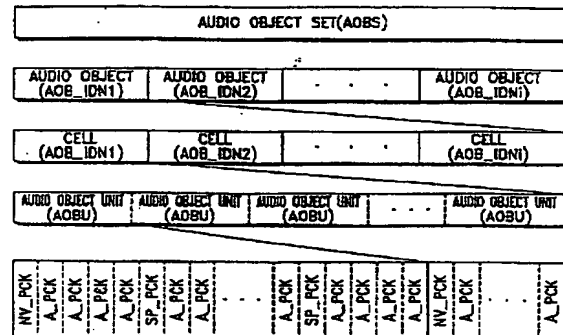 AUDIO OBJECT SET(AOBS)
AUDIO OBJECT AUDIO OBJECT . . . AUDIO OBJECT
(AOB_IDN1) (AOB_IDN2) (AOB_IDNi)
CELL CELL . . . CELL
(AOB_IDN1) (AOB_IDN2) (AOB_IDNi)
AUDIO OBJECT UNIT AUDIO OBJECT UNIT AUDIO OBJECT UNIT . . . AUDIO OBJECT UNIT
(AOBU) (AOBU) (AOBU) (AOBU)
NV_PCK
A_PCK
A_PCK
A_PCK
A_PCK
SP_PCK
A_PCK
A_PCK
. . .
A_PCK
SP_PCK
A_PCK
A_PCK
A_PCK
A_PCK
NV_PCK
A_PCK
. . .
A_PCK